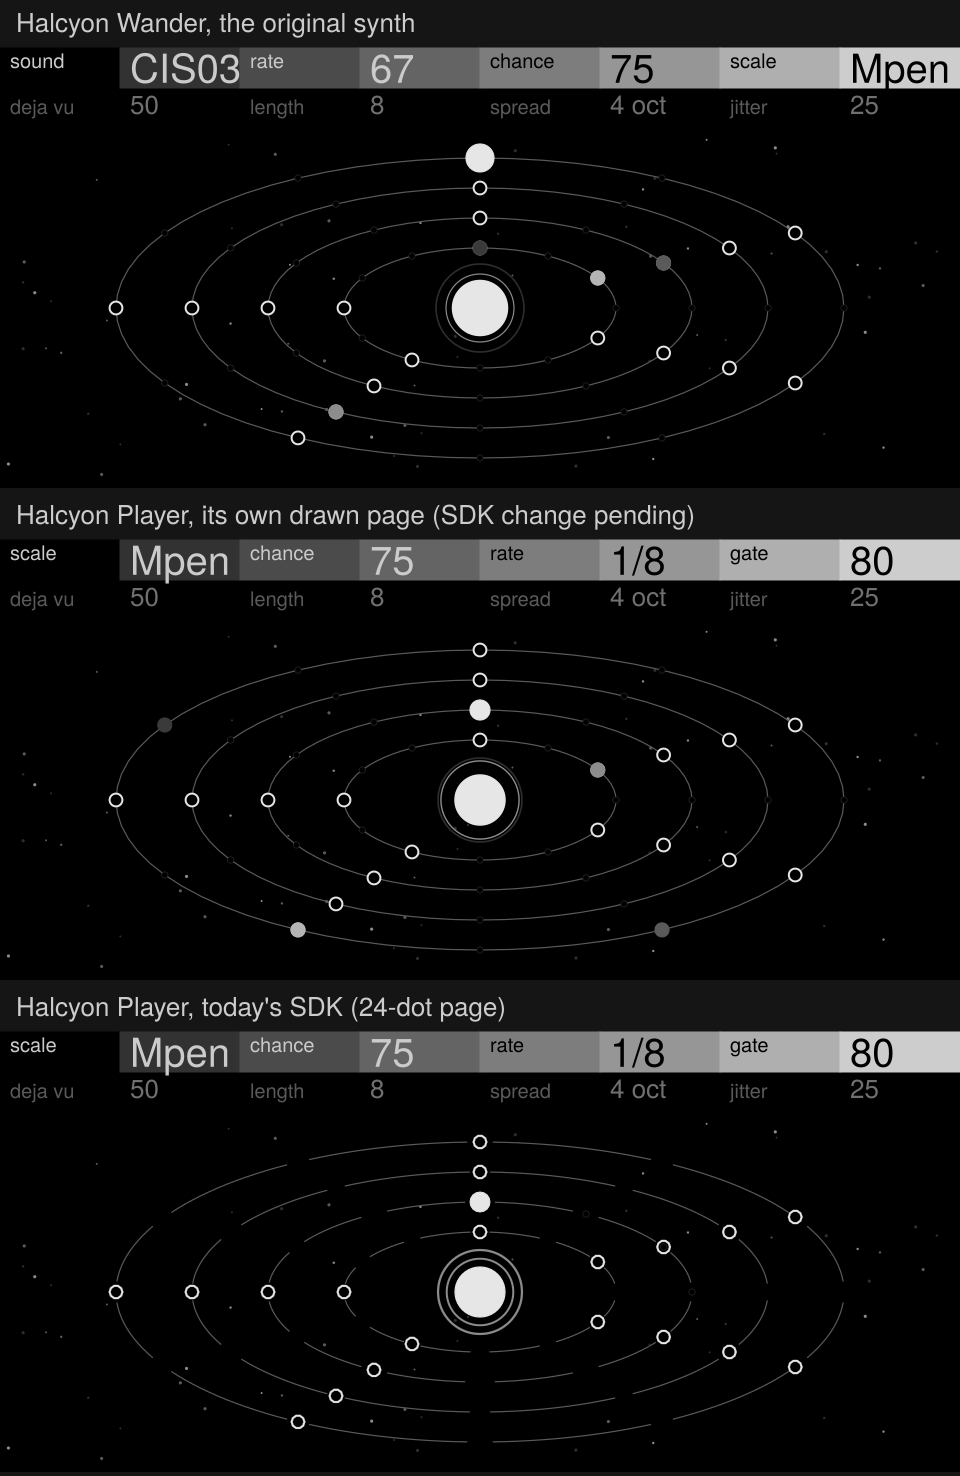 Halcyon Wander, the original synth
sound CIS03 rate 67 chance 75 scale Mpen
deja vu 50 length 8 spread 4 oct jitter 25
Halcyon Player, its own drawn page (SDK change pending)
scale Mpen chance 75 rate 1/8 gate 80
deja vu 50 length 8 spread 4 oct jitter 25
Halcyon Player, today's SDK (24-dot page)
scale Mpen chance 75 rate 1/8 gate 80
deja vu 50 length 8 spread 4 oct jitter 25